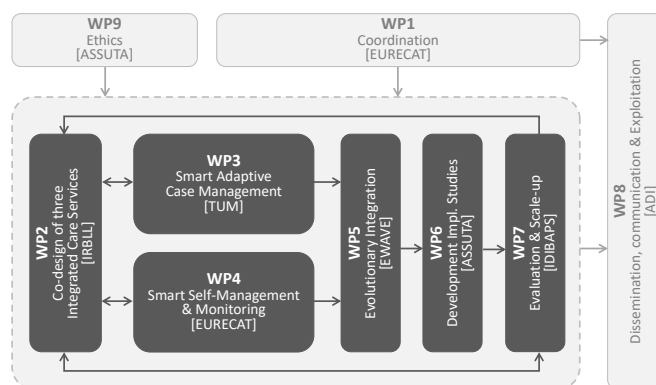 WP9
Ethics
[ASSUTA]
WP1
Coordination
[EURECAT]
WP2
Co-design of three
Integrated Care Services
[IRBLL]
WP3
Smart Adaptive
Case Management
[TUM]
WP4
Smart Self-Management
& Monitoring
[EURECAT]
WP5
Evolutionary Integration
[EWAVE]
WP6
Development Impl. Studies
[ASSUTA]
WP7
Evaluation & Scale-up
[IDIBAPS]
WP8
Dissemination, communication & Exploitation
[ADI]